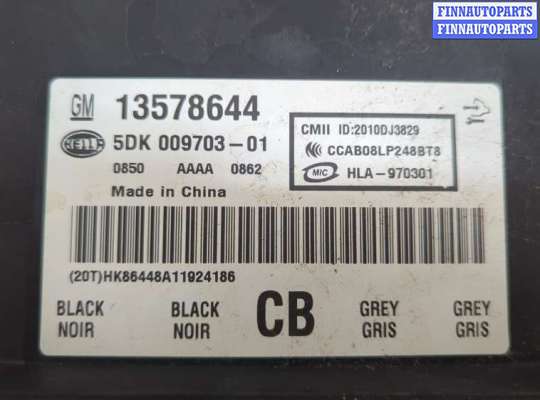 FINNAUTOPARTS
FINNAUTOPARTS
GM 13578644
HELLA 5DK 009703-01
0850 AAAA 0862
Made in China
CMII ID:2010DJ3829
CCAB08LP248BT8
MIC HLA-970301
(20T)HK86448A11924186
BLACK BLACK CB GREY GREY
NOIR NOIR GRIS GRIS